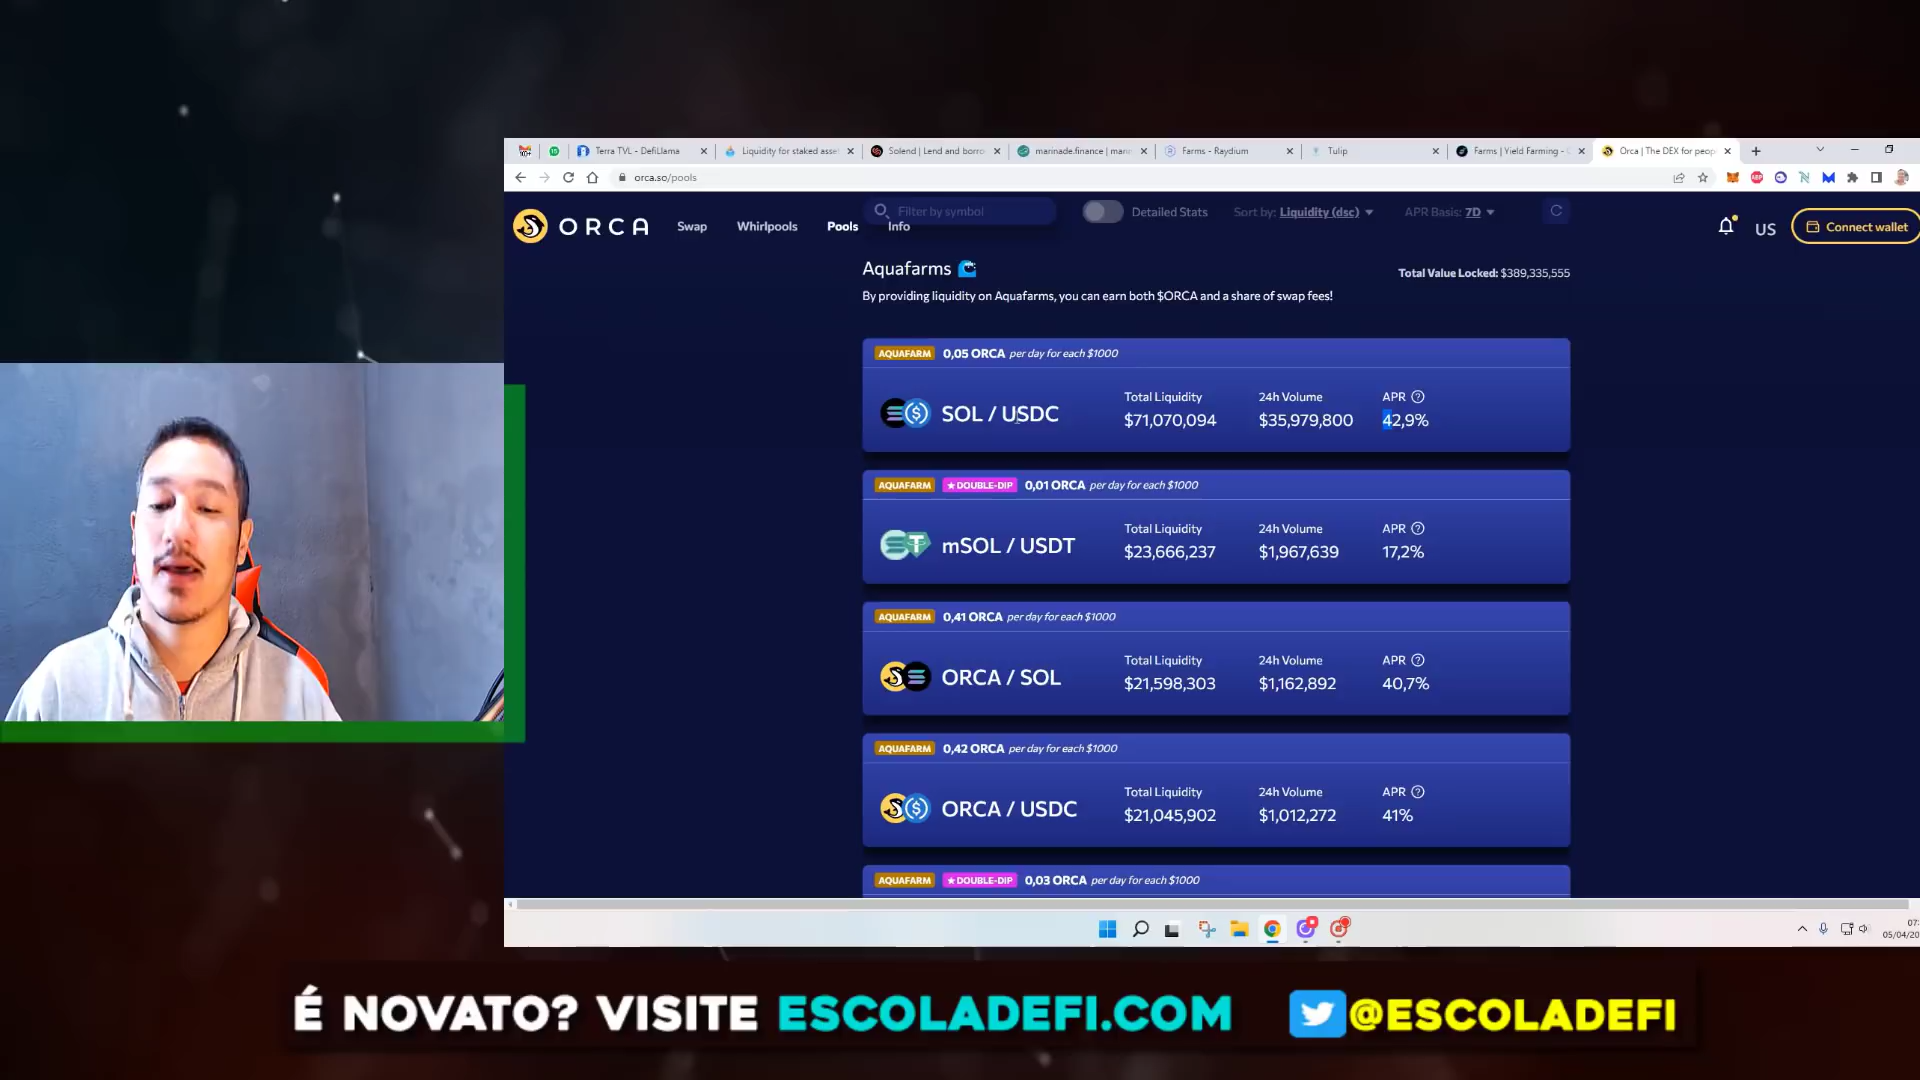 Terra TVL - DefiLlama
Liquidity for staked asse
Solend | Lend and borro
marinade.finance | mari
Farms - Raydium
Tulip
Farms | Yield Farming -
Orca | The DEX for peop
orca.so/pools
ORCA
Swap
Whirlpools
Pools
Info
Filter by symbol
Detailed Stats
Sort by: Liquidity (dsc)
APR Basis: 7D
US
Connect wallet
Aquafarms
Total Value Locked: $389,335,555
By providing liquidity on Aquafarms, you can earn both $ORCA and a share of swap fees!
AQUAFARM 0,05 ORCA per day for each $1000
SOL / USDC
Total Liquidity
$71,070,094
24h Volume
$35,979,800
APR
42,9%
AQUAFARM DOUBLE-DIP 0,01 ORCA per day for each $1000
mSOL / USDT
Total Liquidity
$23,666,237
24h Volume
$1,967,639
APR
17,2%
AQUAFARM 0,41 ORCA per day for each $1000
ORCA / SOL
Total Liquidity
$21,598,303
24h Volume
$1,162,892
APR
40,7%
AQUAFARM 0,42 ORCA per day for each $1000
ORCA / USDC
Total Liquidity
$21,045,902
24h Volume
$1,012,272
APR
41%
AQUAFARM DOUBLE-DIP 0,03 ORCA per day for each $1000
07:
05/04/20
É NOVATO? VISITE ESCOLADEFI.COM
@ESCOLADEFI